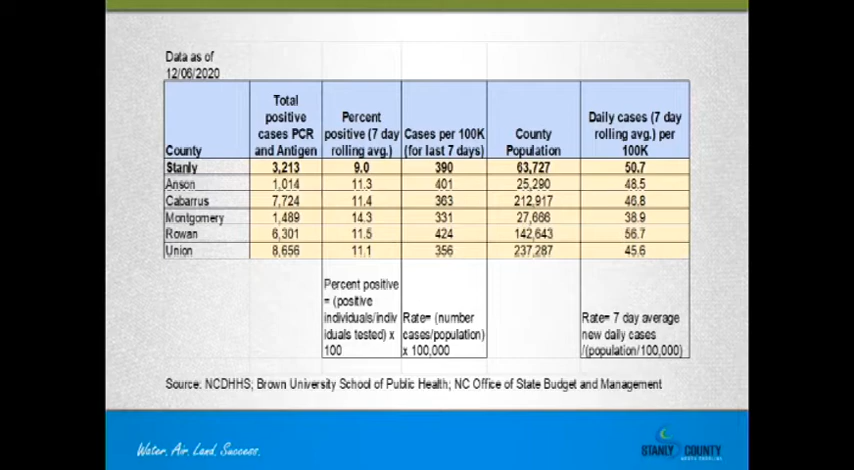 Data as of
12/06/2020
County
Total
positive
cases PCR
and Antigen
Percent
positive (7 day
rolling avg.)
Cases per 100K
(for last 7 days)
County
Population
Daily cases (7 day
rolling avg.) per
100K
Stanly 3,213 9.0 390 63,727 50.7
Anson 1,014 11.3 401 25,290 48.5
Cabarrus 7,724 11.4 363 212,917 46.8
Montgomery 1,489 14.3 331 27,666 38.9
Rowan 6,301 11.5 424 142,643 56.7
Union 8,656 11.1 356 237,287 45.6
Percent positive
= (positive
individuals/indiv
iduals tested) x
100
Rate= (number
cases/population)
x 100,000
Rate= 7 day average
new daily cases
/(population/100,000)
Source: NCDHHS; Brown University School of Public Health; NC Office of State Budget and Management
Water. Air. Land. Success.
STANLY COUNTY